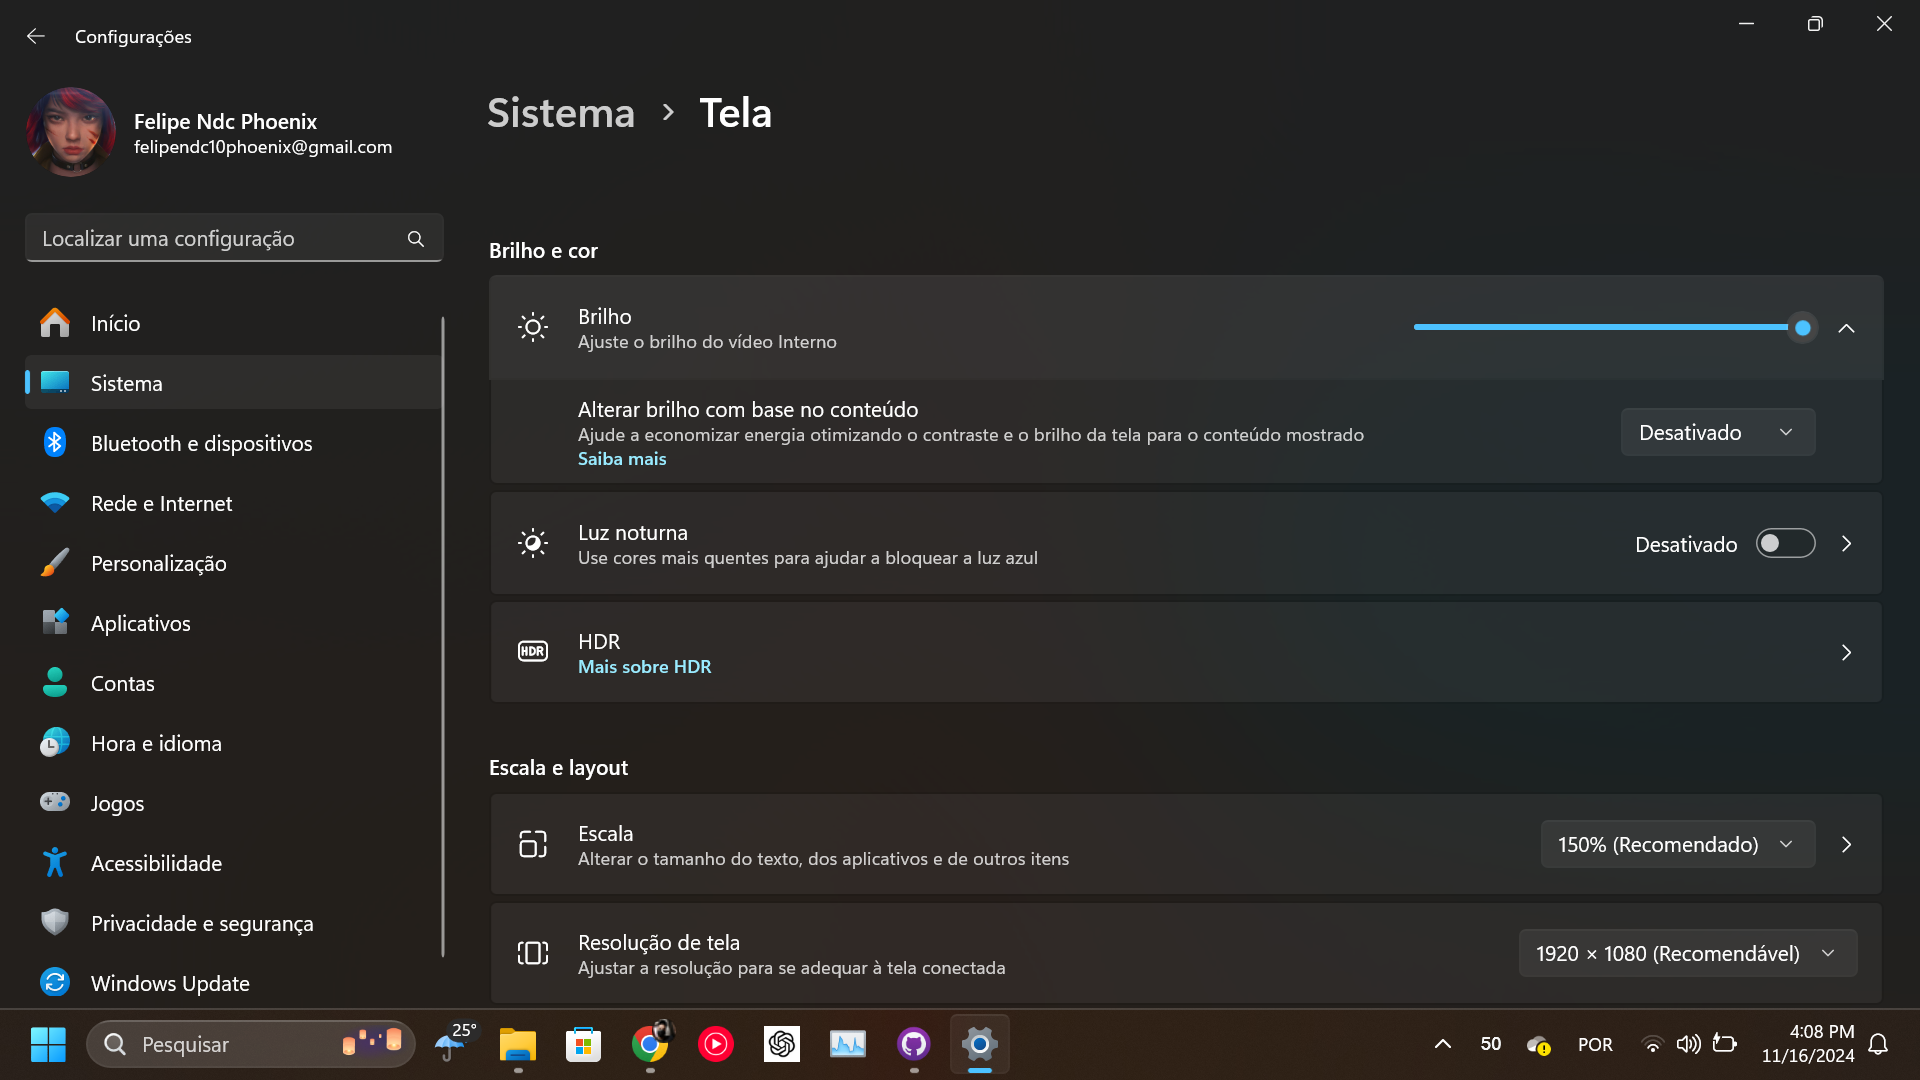 Configurações
Felipe Ndc Phoenix
felipendc10phoenix@gmail.com
Localizar uma configuração
Início
Sistema
Bluetooth e dispositivos
Rede e Internet
Personalização
Aplicativos
Contas
Hora e idioma
Jogos
Acessibilidade
Privacidade e segurança
Windows Update
Sistema > Tela
Brilho e cor
Brilho
Ajuste o brilho do vídeo Interno
Alterar brilho com base no conteúdo
Ajude a economizar energia otimizando o contraste e o brilho da tela para o conteúdo mostrado
Saiba mais
Desativado
Luz noturna
Use cores mais quentes para ajudar a bloquear a luz azul
Desativado
HDR
HDR
Mais sobre HDR
Escala e layout
Escala
Alterar o tamanho do texto, dos aplicativos e de outros itens
150% (Recomendado)
Resolução de tela
Ajustar a resolução para se adequar à tela conectada
1920 × 1080 (Recomendável)
Pesquisar
25°
50
POR
4:08 PM
11/16/2024